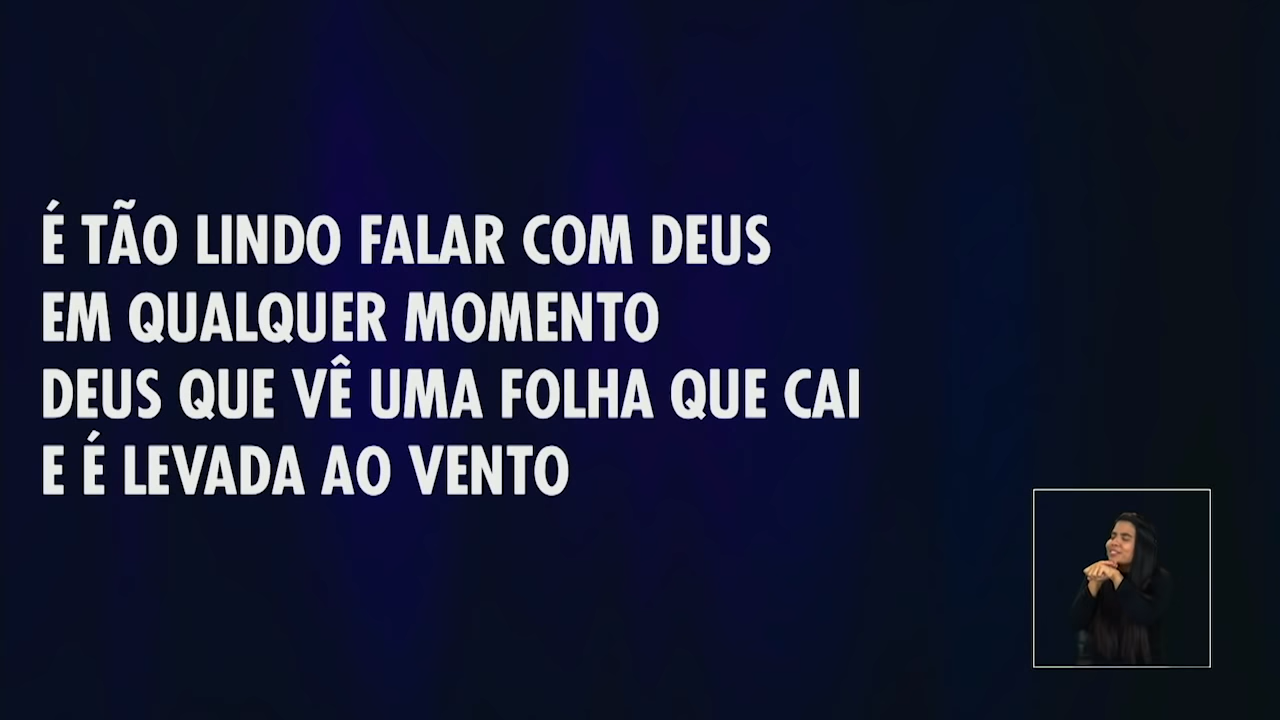 É TÃO LINDO FALAR COM DEUS
EM QUALQUER MOMENTO
DEUS QUE VÊ UMA FOLHA QUE CAI
E É LEVADA AO VENTO